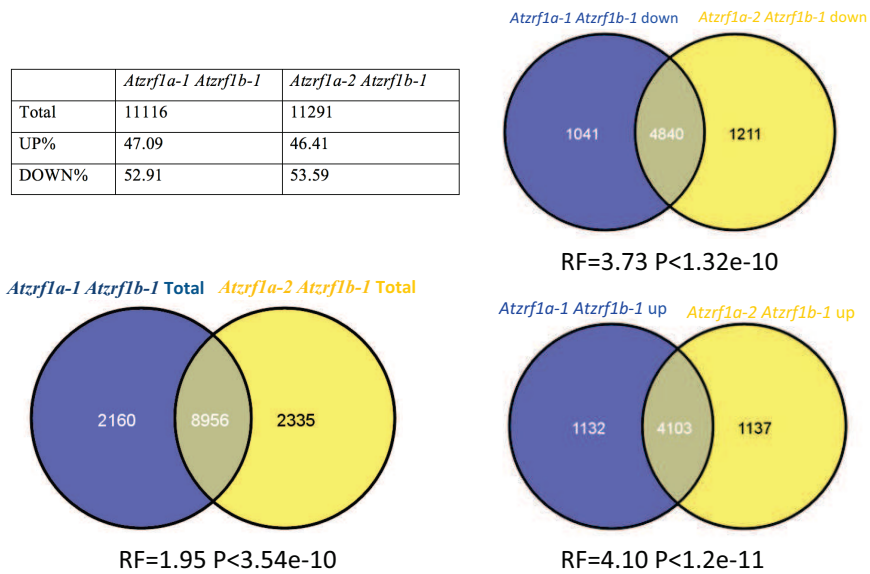 Atzrf1a-1 Atzrf1b-1 Atzrf1a-2 Atzrf1b-1
Total 11116 11291
UP% 47.09 46.41
DOWN% 52.91 53.59
Atzrf1a-1 Atzrf1b-1 down Atzrf1a-2 Atzrf1b-1 down
1041 4840 1211
RF=3.73 P<1.32e-10
Atzrf1a-1 Atzrf1b-1 Total Atzrf1a-2 Atzrf1b-1 Total
2160 8956 2335
RF=1.95 P<3.54e-10
Atzrf1a-1 Atzrf1b-1 up Atzrf1a-2 Atzrf1b-1 up
1132 4103 1137
RF=4.10 P<1.2e-11